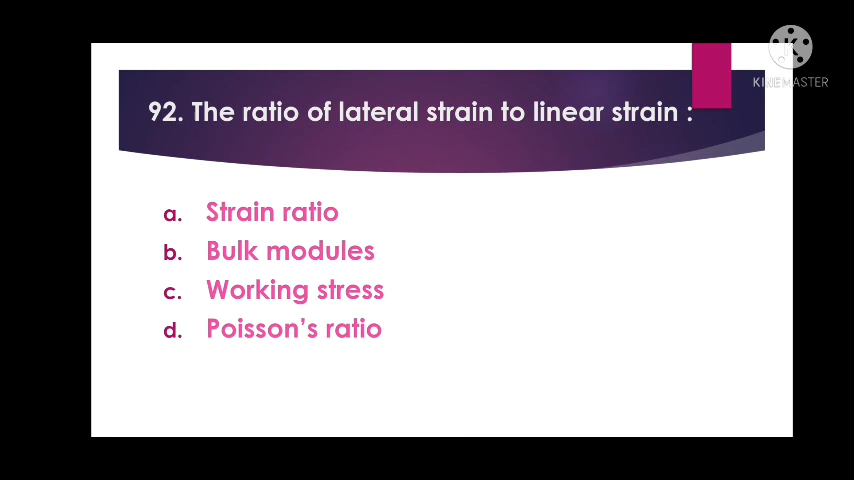 KINEMASTER
92. The ratio of lateral strain to linear strain :
a. Strain ratio
b. Bulk modules
c. Working stress
d. Poisson's ratio